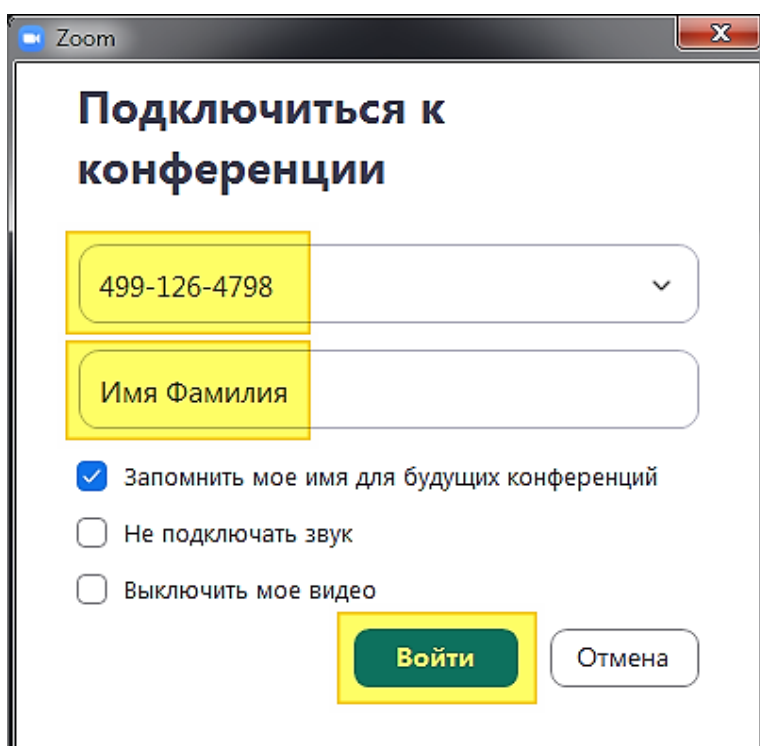 Zoom
Подключиться к
конференции
499-126-4798
Имя Фамилия
Запомнить мое имя для будущих конференций
Не подключать звук
Выключить мое видео
Войти Отмена